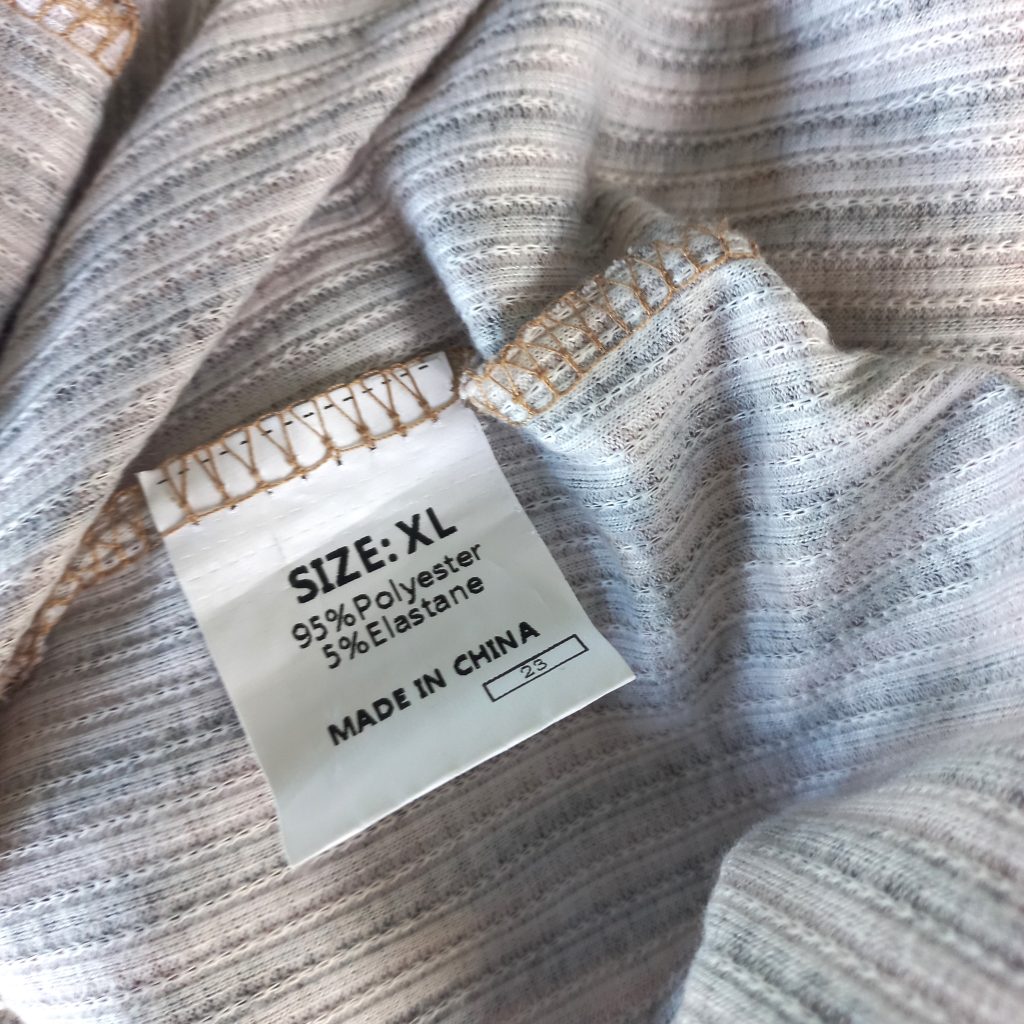 SIZE: XL
95%Polyester
5%Elastane
MADE IN CHINA
23